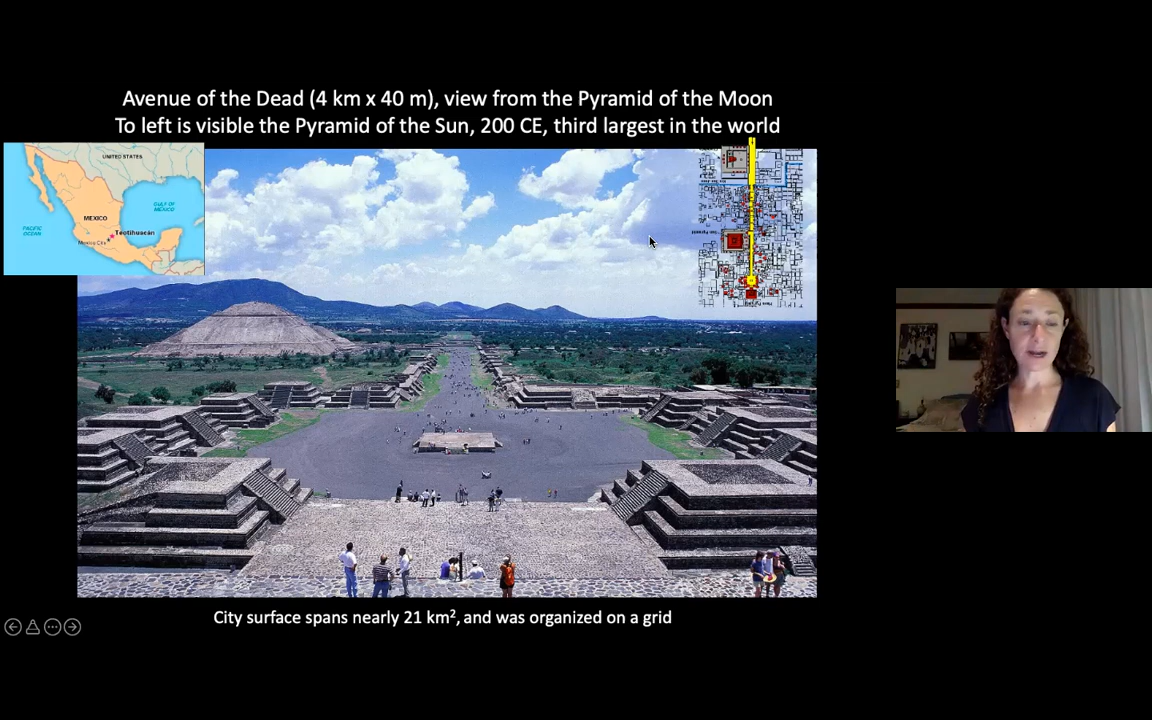 Avenue of the Dead (4 km x 40 m), view from the Pyramid of the Moon
To left is visible the Pyramid of the Sun, 200 CE, third largest in the world
UNITED STATES
GULF OF
MEXICO
MEXICO
PACIFIC
OCEAN
Teotihuacan
Mexico City
City surface spans nearly 21 km², and was organized on a grid